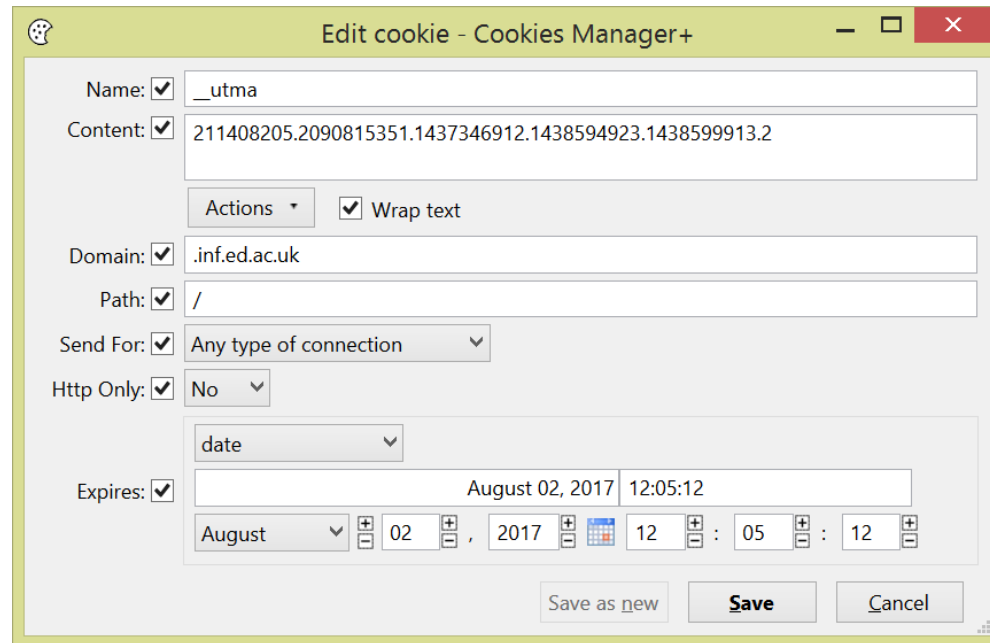 Edit cookie - Cookies Manager+
Name: __utma
Content: 211408205.2090815351.1437346912.1438594923.1438599913.2
Actions Wrap text
Domain: .inf.ed.ac.uk
Path: /
Send For: Any type of connection
Http Only: No
date
Expires: August 02, 2017 12:05:12
August 02 , 2017 12 : 05 : 12
Save as new Save Cancel